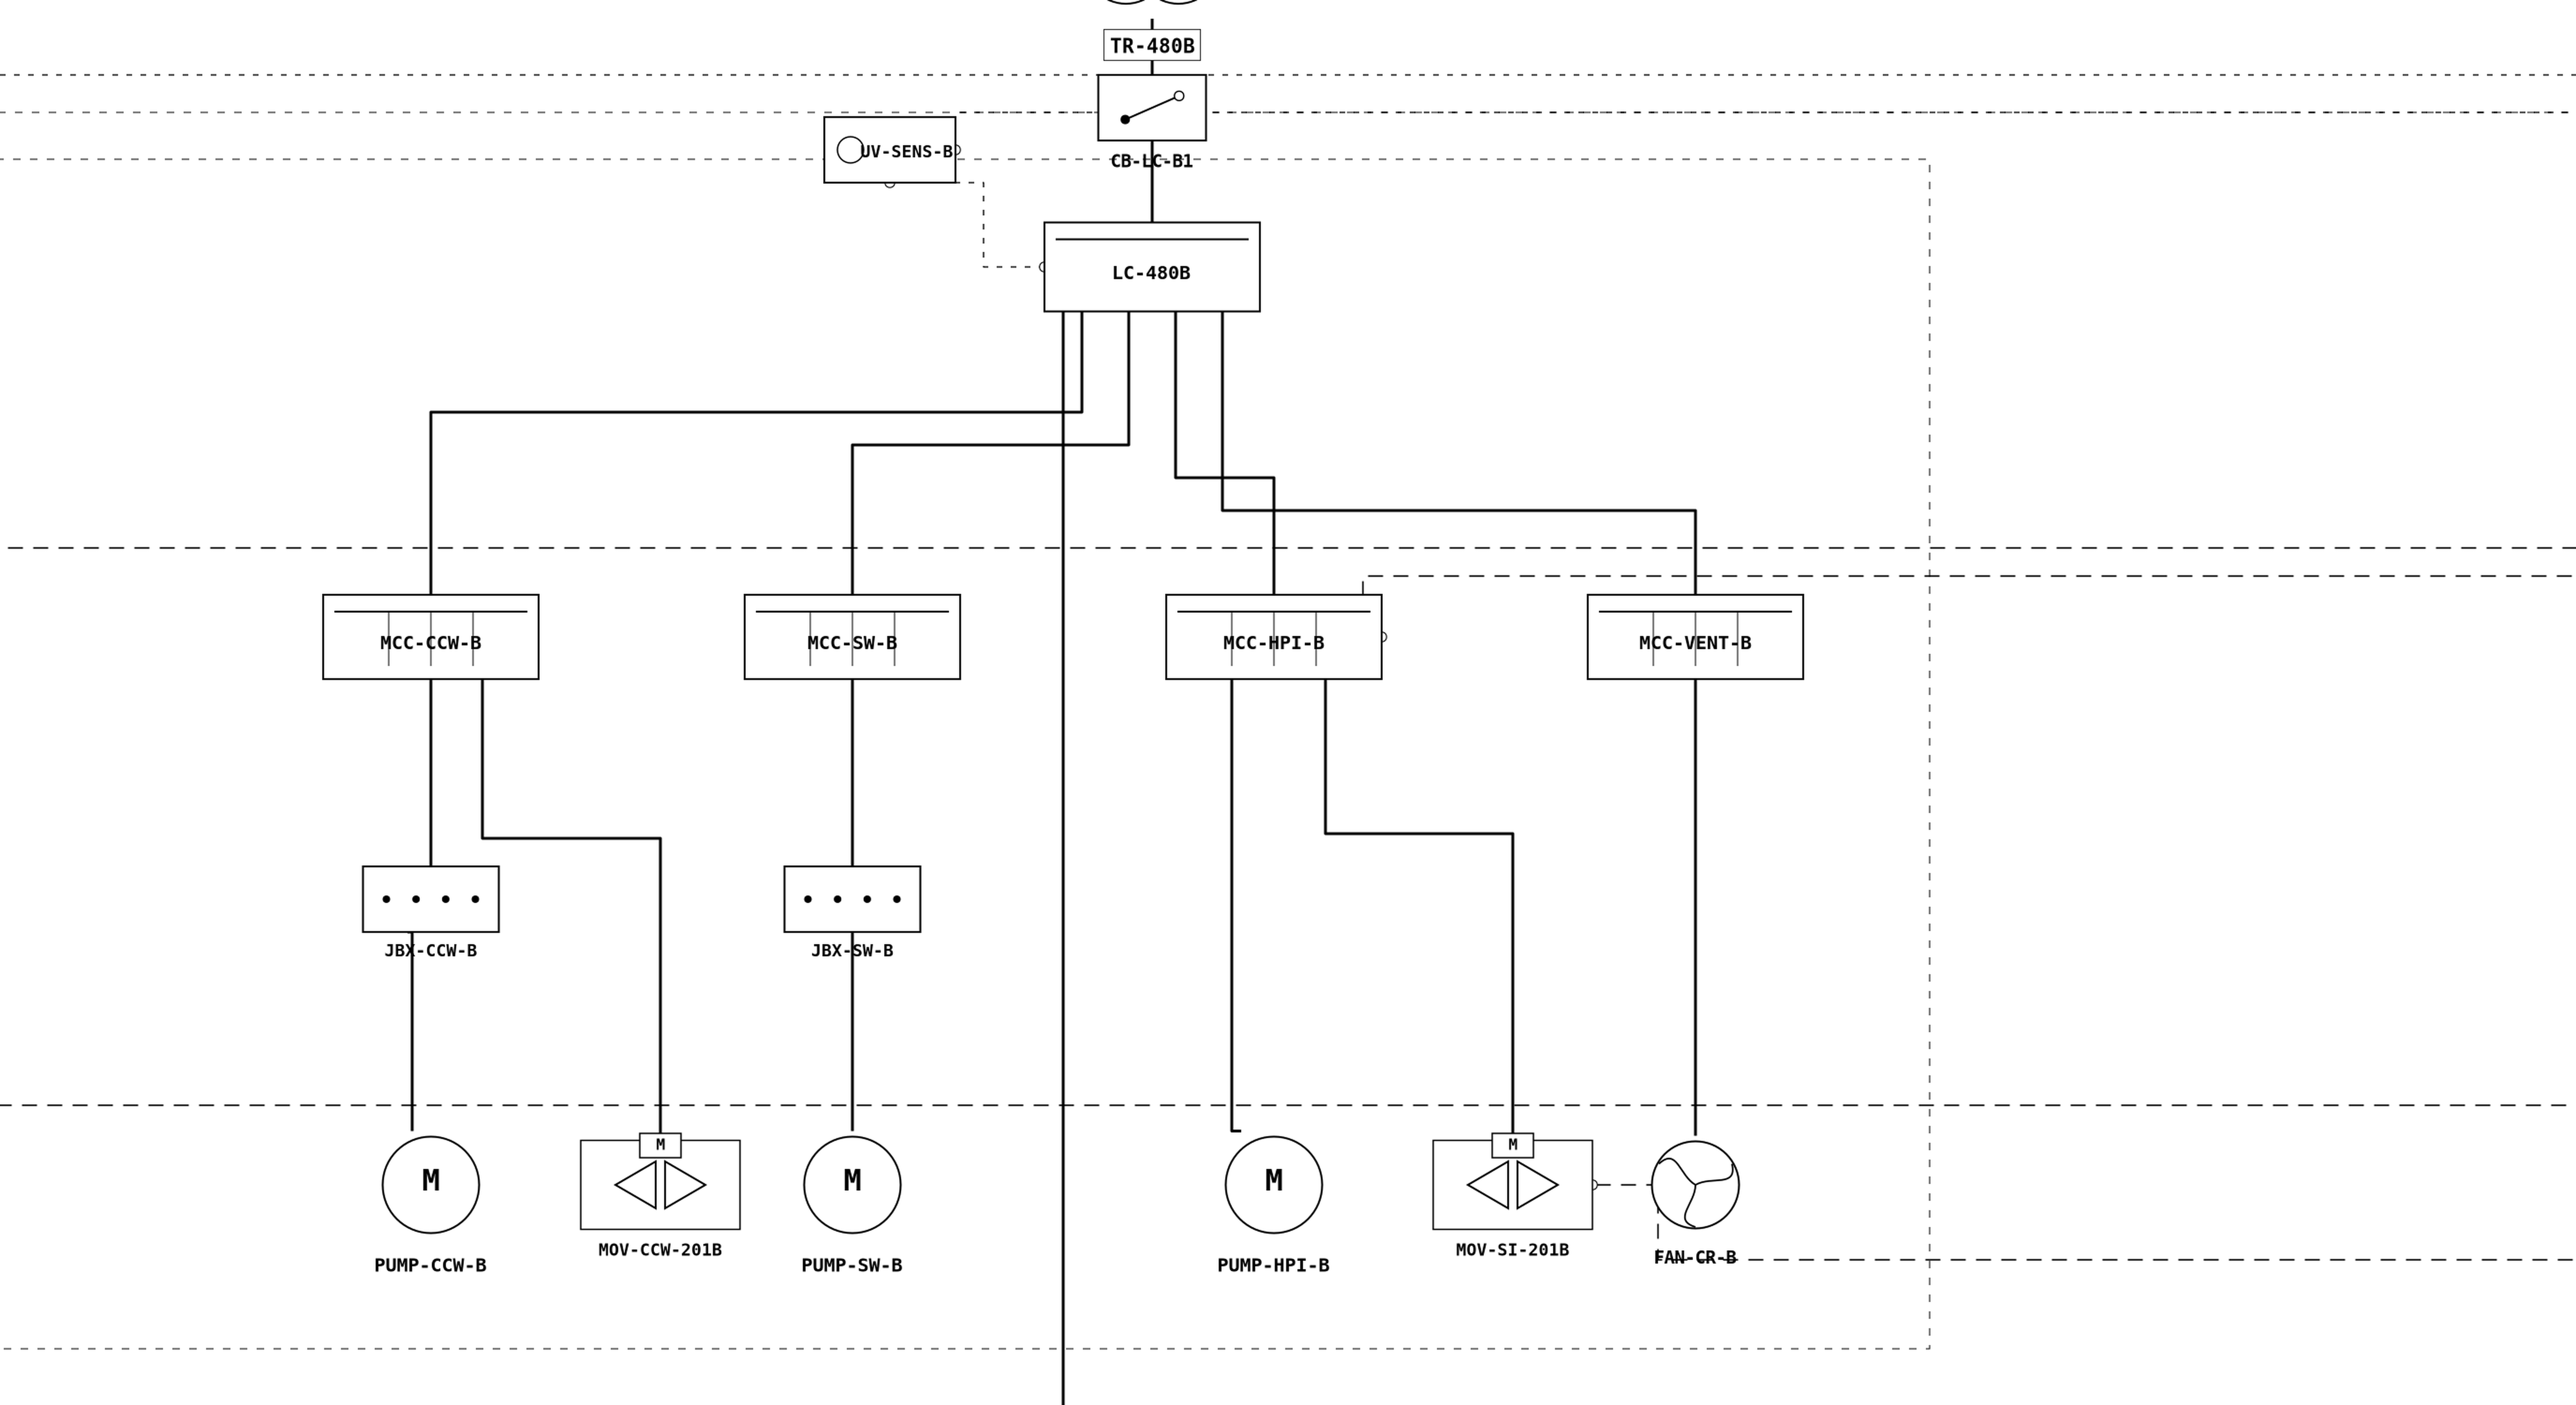 TR-480B
UV-SENS-B
CB-LC-B1
LC-480B
MCC-CCW-B
MCC-SW-B
MCC-HPI-B
MCC-VENT-B
JBX-CCW-B
JBX-SW-B
M
M
M
M
M
PUMP-CCW-B
MOV-CCW-201B
PUMP-SW-B
PUMP-HPI-B
MOV-SI-201B
FAN-CR-B